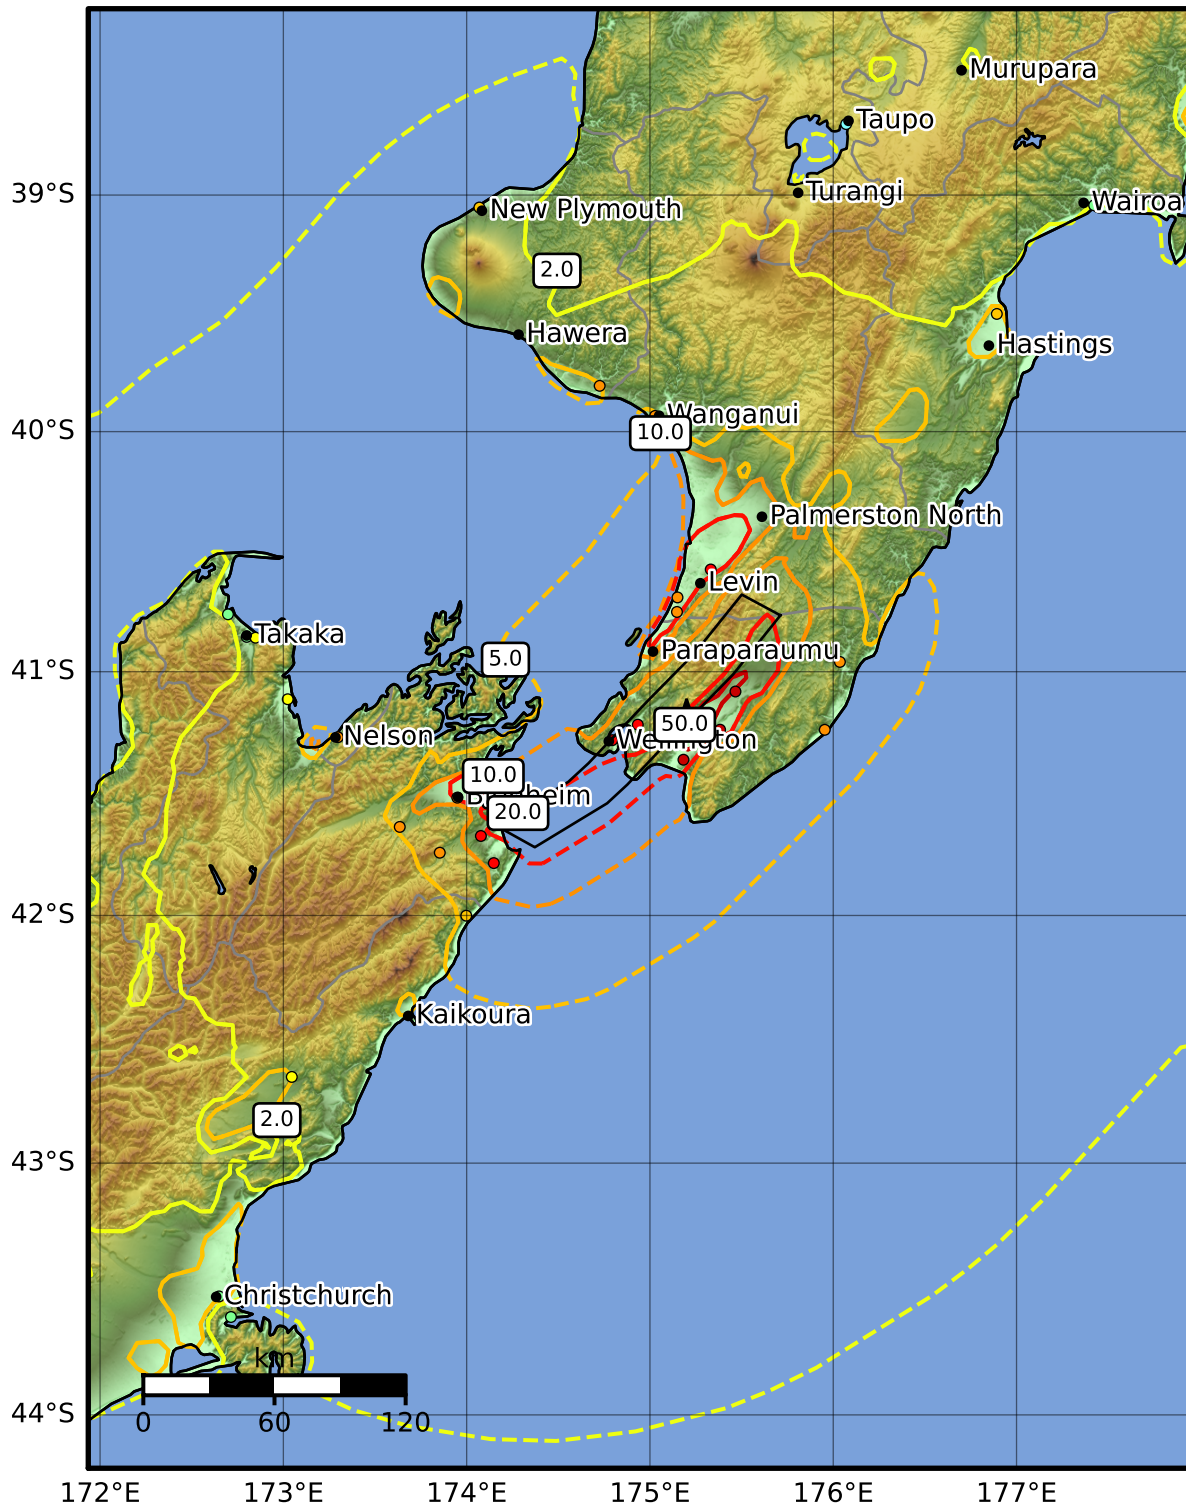 Murupara
Taupo
Turangi
39°S
Wairoa
New Plymouth
2.0
Hawera
Hastings
Wanganui
40°S
10.0
Palmerston North
Levin
Takaka
Paraparaumu
5.0
41°S
50.0
Nelson
Wellington
10.0
20.0
42°S
Kaikoura
2.0
43°S
Christchurch
km
0 60 120
44°S
172°E 173°E 174°E 175°E 176°E 177°E